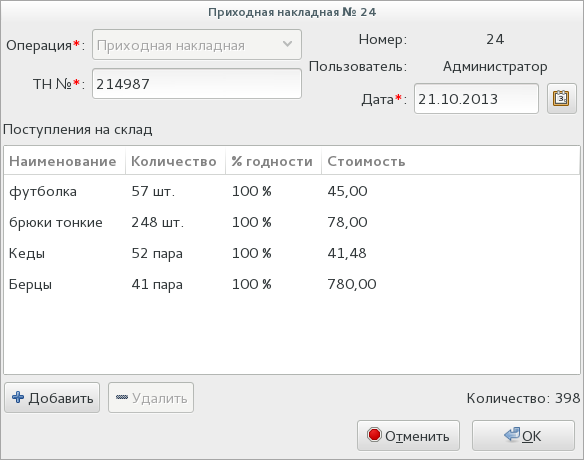 Приходная накладная № 24
Операция*: Приходная накладная Номер: 24
Пользователь: Администратор
ТН №*: 214987
Дата*: 21.10.2013
Поступления на склад
Наименование Количество % годности Стоимость
футболка 57 шт. 100 % 45,00
брюки тонкие 248 шт. 100 % 78,00
Кеды 52 пара 100 % 41,48
Берцы 41 пара 100 % 780,00
Добавить Удалить Количество: 398
Отменить ОК